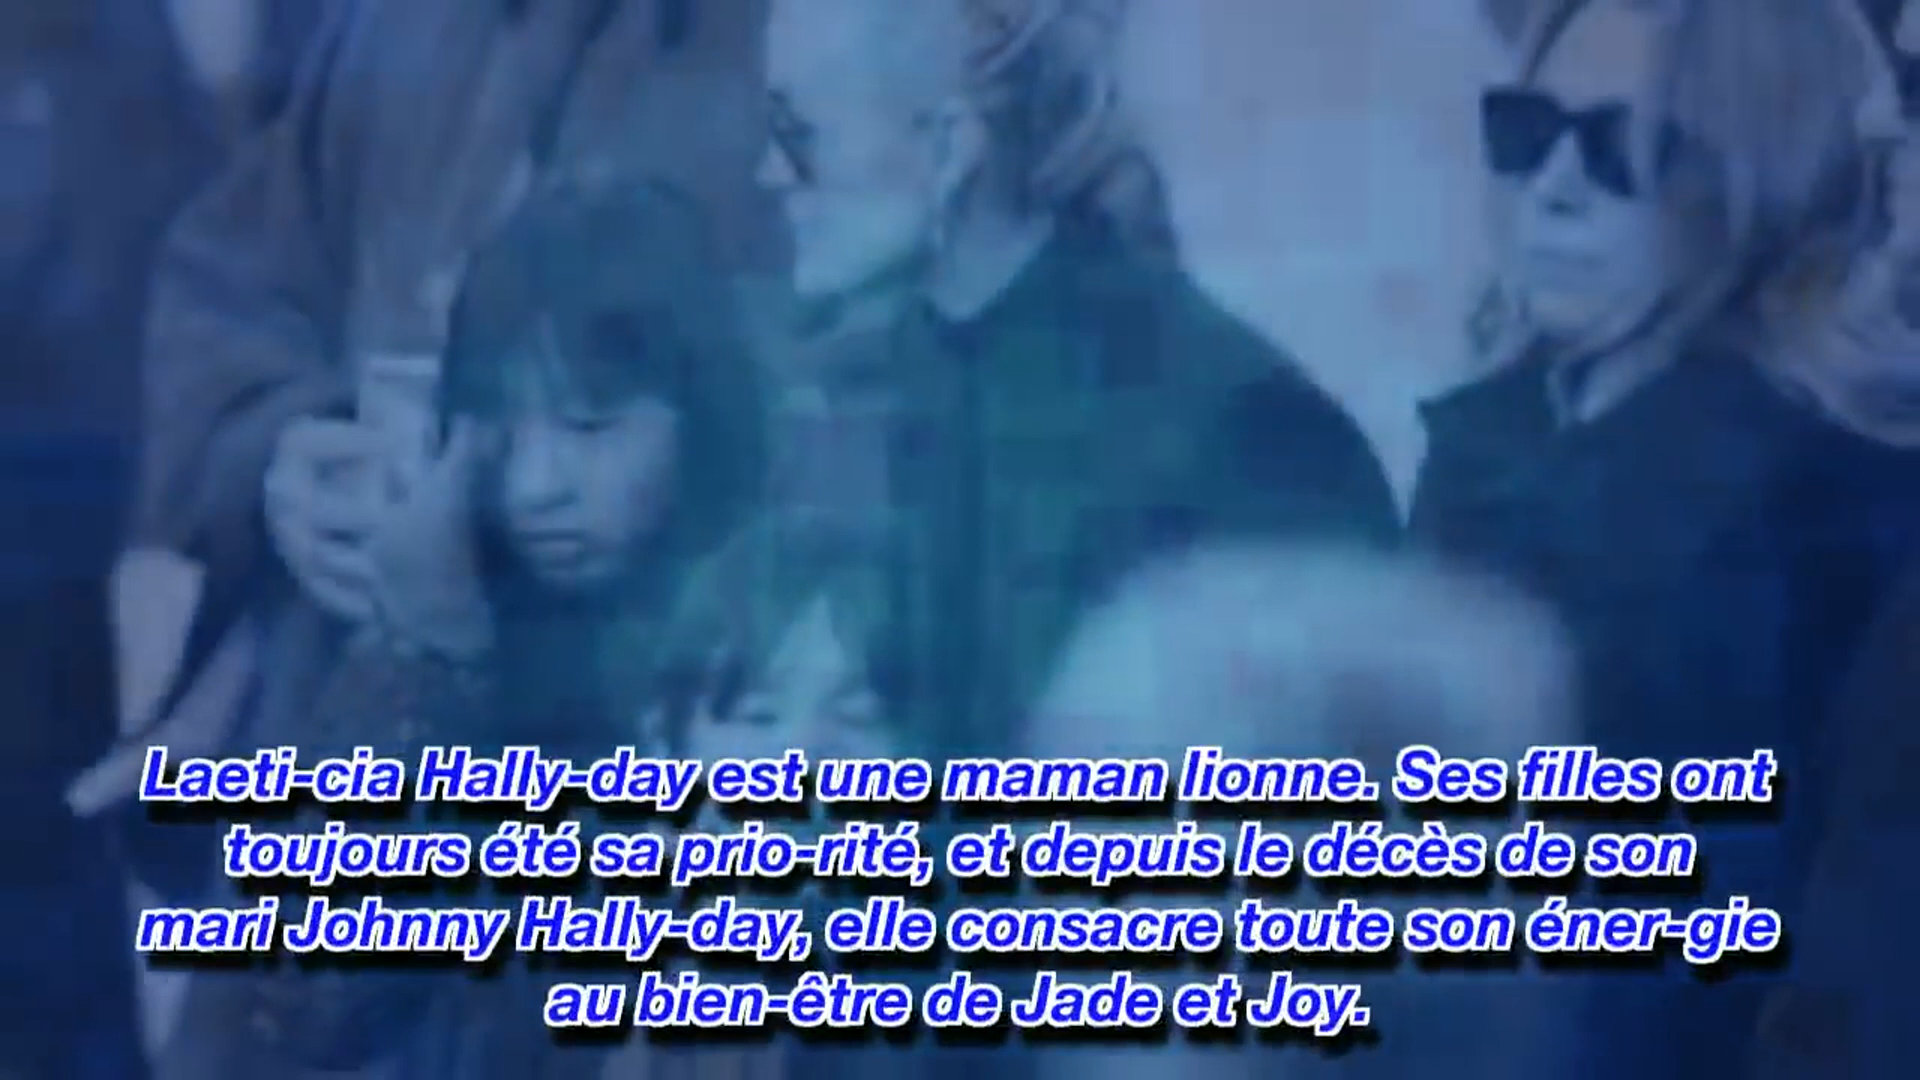 Laeti-cia Hally-day est une maman lionne. Ses filles ont
toujours été sa prio-rité, et depuis le décès de son
mari Johnny Hally-day, elle consacre toute son éner-gie
au bien-être de Jade et Joy.